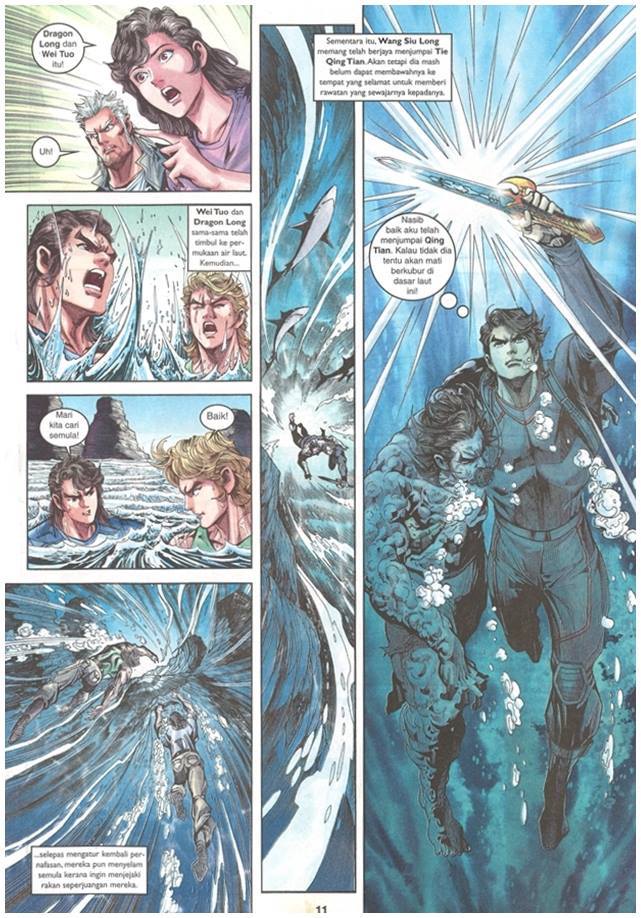 Dragon
Long dan
Wei Tuo
itu!
Uh!
Wei Tuo dan
Dragon Long
sama-sama telah
timbul ke per-
mukaan air laut.
Kemudian...
Mari
kita cari
semula!
Baik!
...selepas mengatur kembali per-
nafasan, mereka pun menyelam
semula kerana ingin menjejaki
rakan seperjuangan mereka.
Sementara itu, Wang Siu Long
memang telah berjaya menjumpai Tie
Qing Tian. Akan tetapi dia mash
belum dapat membawahnya ke
tempat yang selamat untuk memberi
rawatan yang sewajarnya kepadanya.
Nasib
baik aku telah
menjumpai Qing
Tian. Kalau tidak dia
tentu akan mati
berkubur di
dasar laut
ini!
11